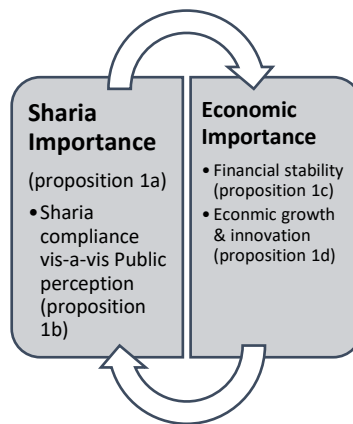 Sharia
Importance
(proposition 1a)
•Sharia
compliance
vis-a-vis Public
perception
(proposition
1b)
Economic
Importance
•Financial stability
(proposition 1c)
•Econmic growth
& innovation
(proposition 1d)